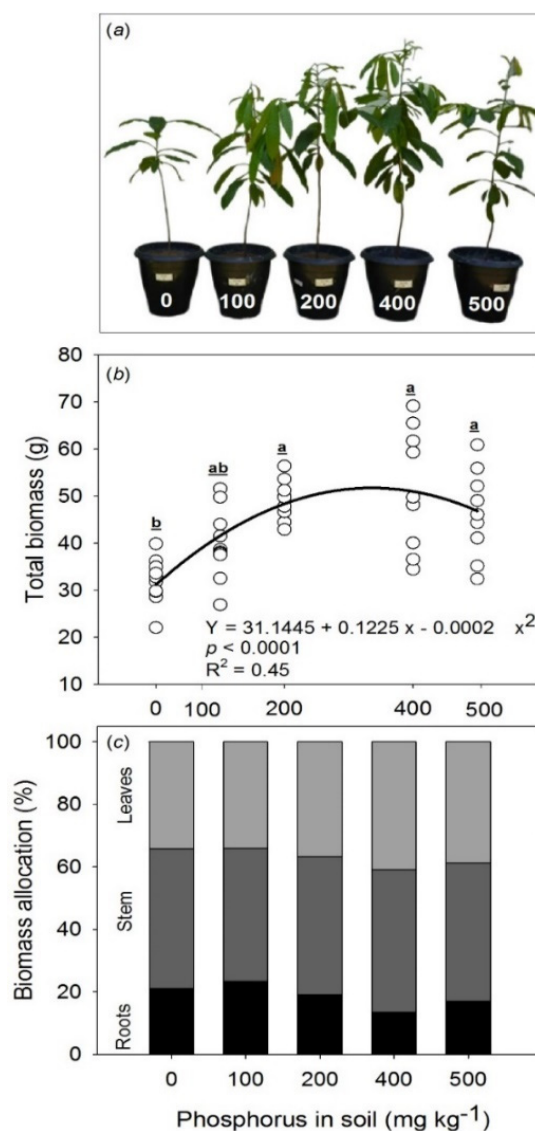 (a)
0 100 200 400 500
(b)
Total biomass (g)
80
70
60
50
40
30
20
10
b
ab
a
a
a
Y = 31.1445 + 0.1225 x - 0.0002 x²
p < 0.0001
R² = 0.45
0 100 200 400 500
(c)
Biomass allocation (%)
100
80
60
40
20
0
Leaves
Stem
Roots
0 100 200 400 500
Phosphorus in soil (mg kg⁻¹)